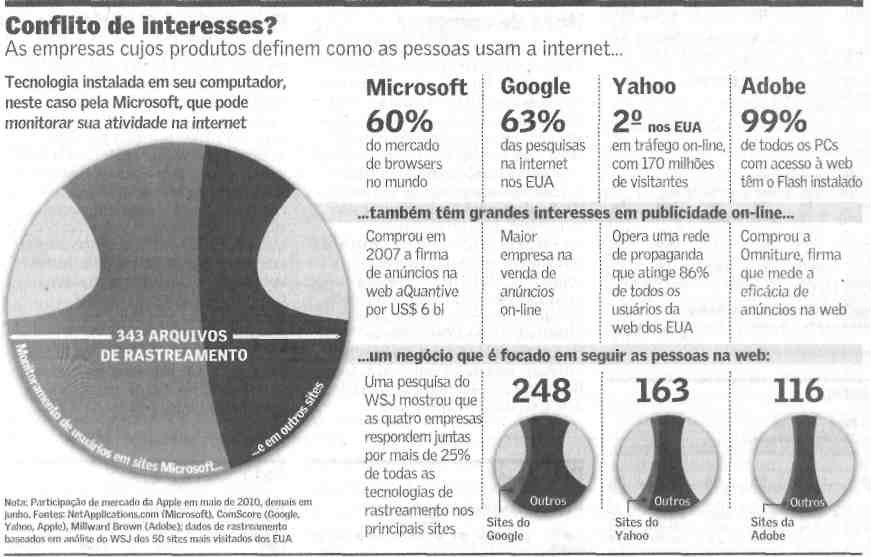 Conflito de interesses?
As empresas cujos produtos definem como as pessoas usam a internet...
Tecnologia instalada em seu computador,
neste caso pela Microsoft, que pode
monitorar sua atividade na internet
343 ARQUIVOS
DE RASTREAMENTO
Monitoramento de usuários em sites Microsoft...
...e em outros sites
Microsoft
60%
do mercado
de browsers
no mundo
Google
63%
das pesquisas
na internet
nos EUA
Yahoo
2º nos EUA
em tráfego on-line,
com 170 milhões
de visitantes
Adobe
99%
de todos os PCs
com acesso à web
têm o Flash instalado
...também têm grandes interesses em publicidade on-line...
Comprou em
2007 a firma
de anúncios na
web aQuantive
por US$ 6 bi
Maior
empresa na
venda de
anúncios
on-line
Opera uma rede
de propaganda
que atinge 86%
de todos os
usuários da
web dos EUA
Comprou a
Omniture, firma
que mede a
eficácia de
anúncios na web
...um negócio que é focado em seguir as pessoas na web:
Uma pesquisa do
WSJ mostrou que
as quatro empresas
respondem juntas
por mais de 25%
de todas as
tecnologias de
rastreamento nos
principais sites
248
Outros
Sites do
Google
163
Outros
Sites do
Yahoo
116
Outros
Sites da
Adobe
Nota: Participação de mercado da Apple em maio de 2010, demais em
junho. Fontes: NetApplications.com (Microsoft), ComScore (Google,
Yahoo, Apple), Millward Brown (Adobe); dados de rastreamento
baseados em análise do WSJ dos 50 sites mais visitados dos EUA